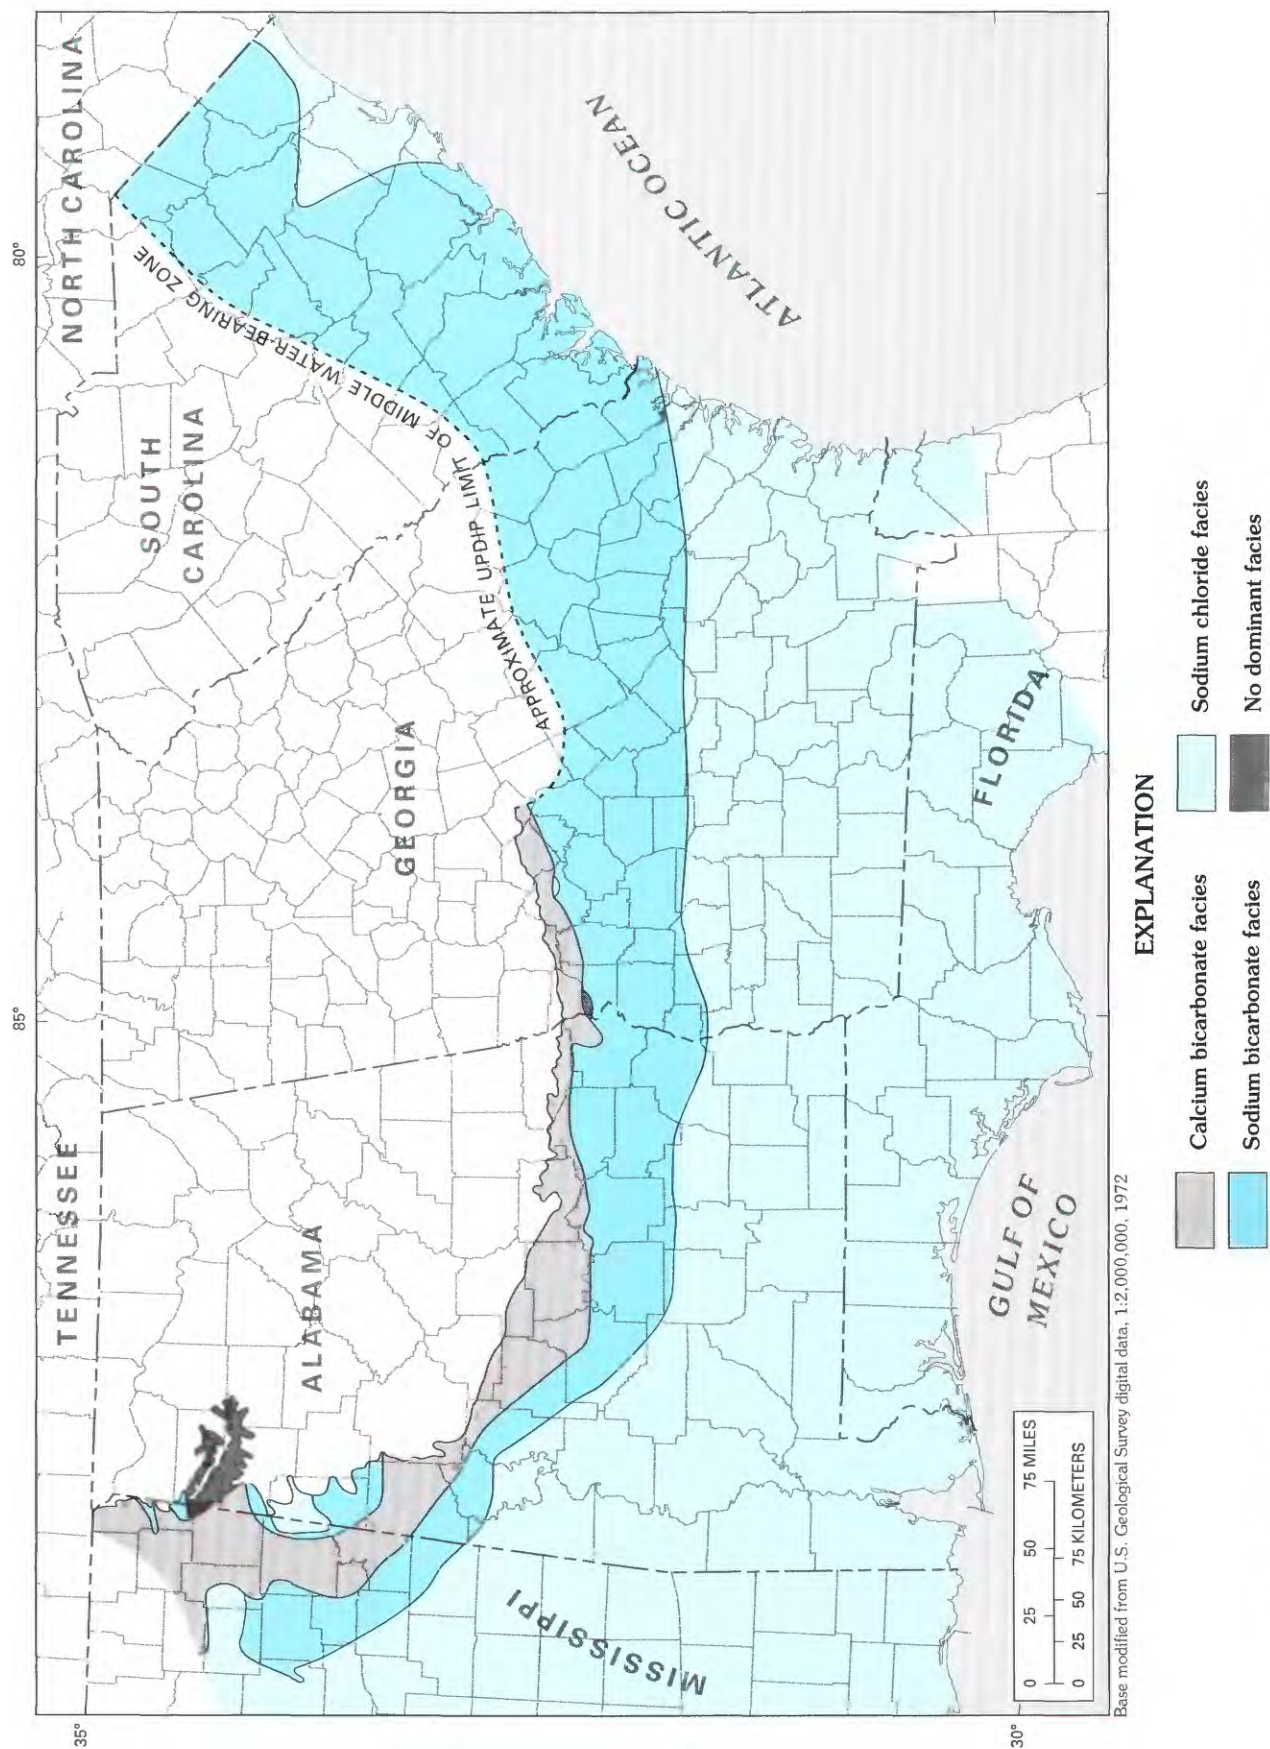 80°
85°
35°
30°
NORTH CAROLINA
SOUTH
CAROLINA
TENNESSEE
GEORGIA
ALABAMA
MISSISSIPPI
FLORIDA
ATLANTIC OCEAN
GULF OF
MEXICO
APPROXIMATE UPDIP LIMIT OF MIDDLE WATER-BEARING ZONE
0 25 50 75 MILES
0 25 50 75 KILOMETERS
Base modified from U.S. Geological Survey digital data, 1:2,000,000, 1972
EXPLANATION
Calcium bicarbonate facies
Sodium bicarbonate facies
Sodium chloride facies
No dominant facies